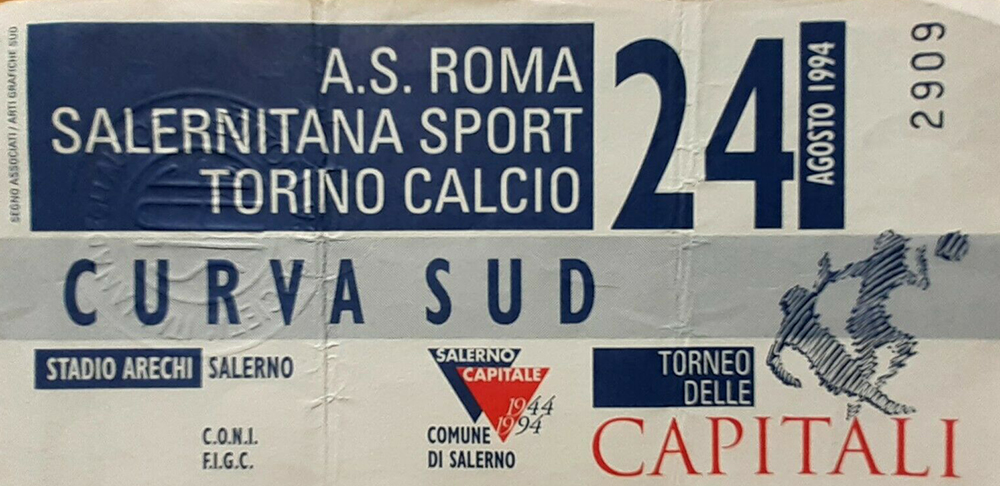 SEGNO ASSOCIATI / ARTI GRAFICHE SUD
A.S. ROMA
SALERNITANA SPORT
TORINO CALCIO
24
AGOSTO 1994
2909
CURVA SUD
STADIO ARECHI SALERNO
C.O.N.I.
F.I.G.C.
SALERNO
CAPITALE
1944
1994
COMUNE
DI SALERNO
TORNEO
DELLE
CAPITALI